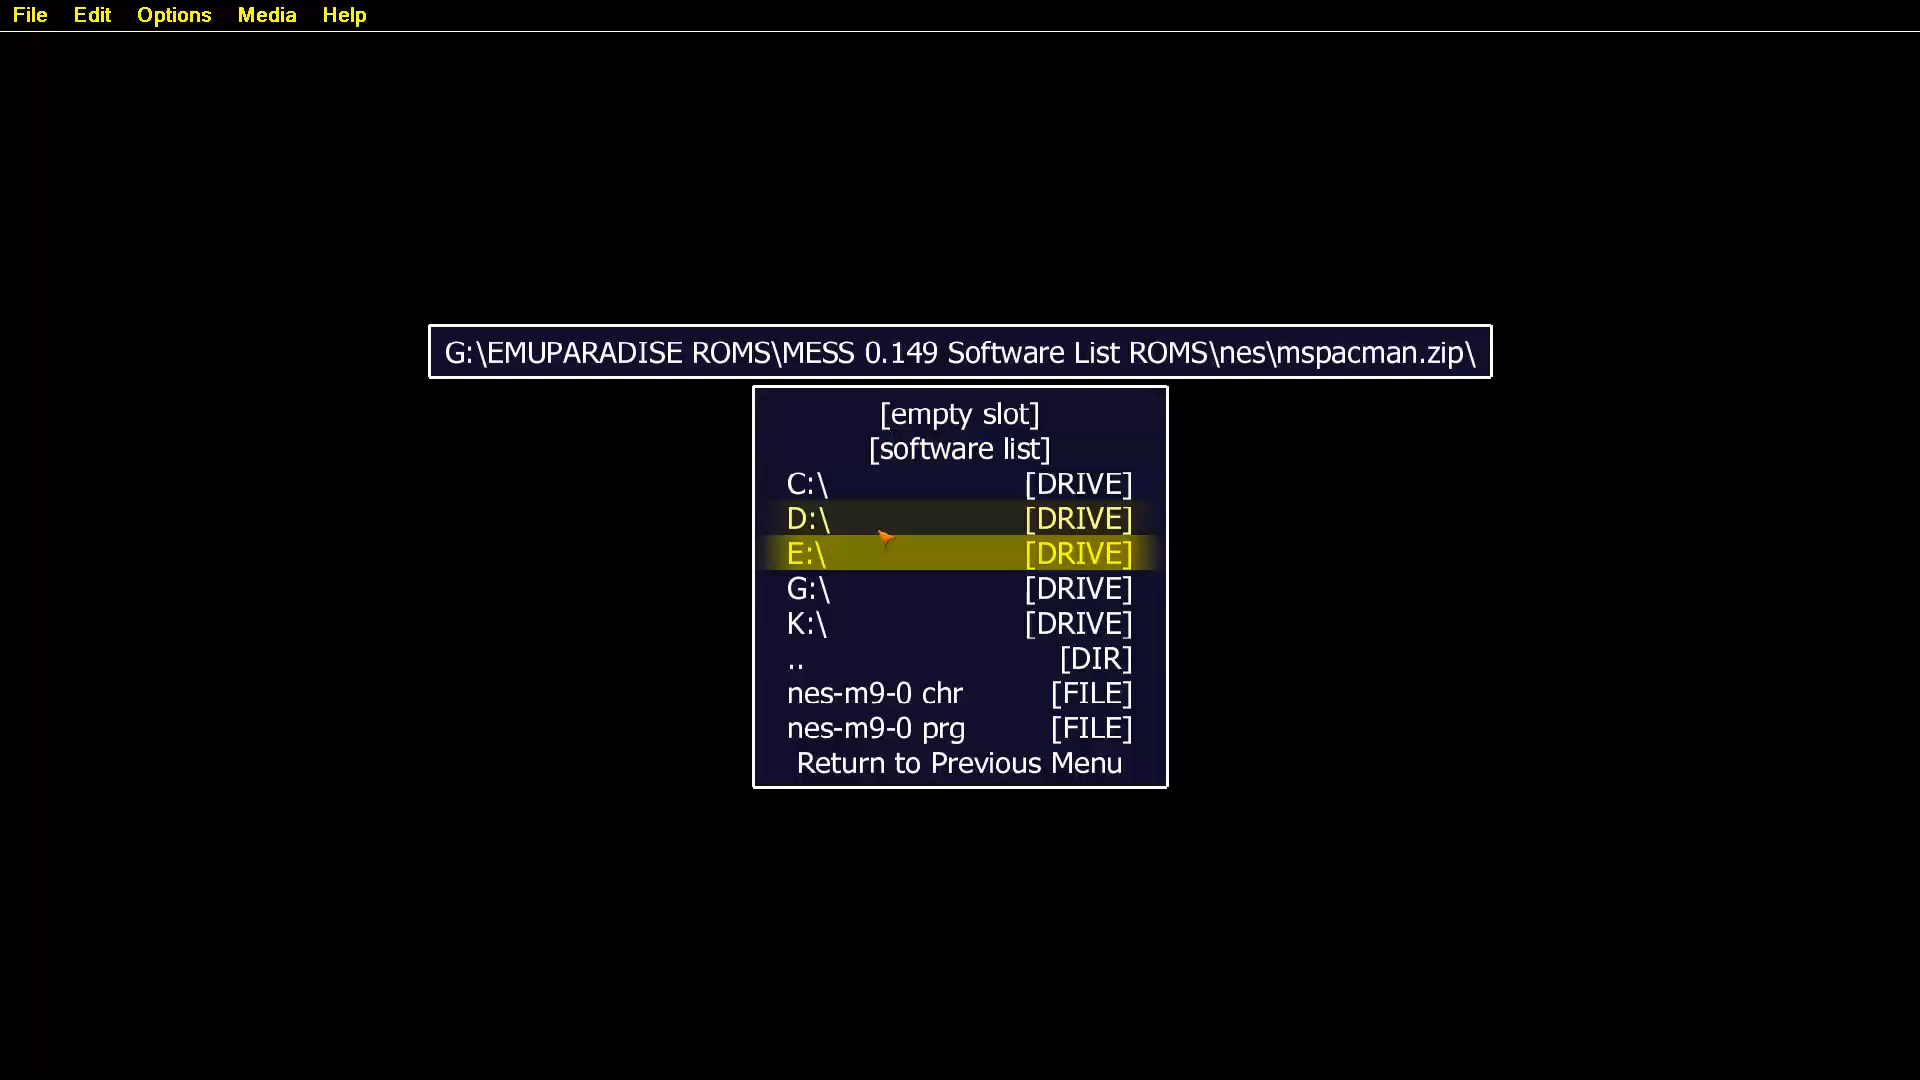 File Edit Options Media Help
G:\EMUPARADISE ROMS\MESS 0.149 Software List ROMS\nes\mspacman.zip\
[empty slot]
[software list]
C:\ [DRIVE]
D:\ [DRIVE]
E:\ [DRIVE]
G:\ [DRIVE]
K:\ [DRIVE]
.. [DIR]
nes-m9-0 chr [FILE]
nes-m9-0 prg [FILE]
Return to Previous Menu